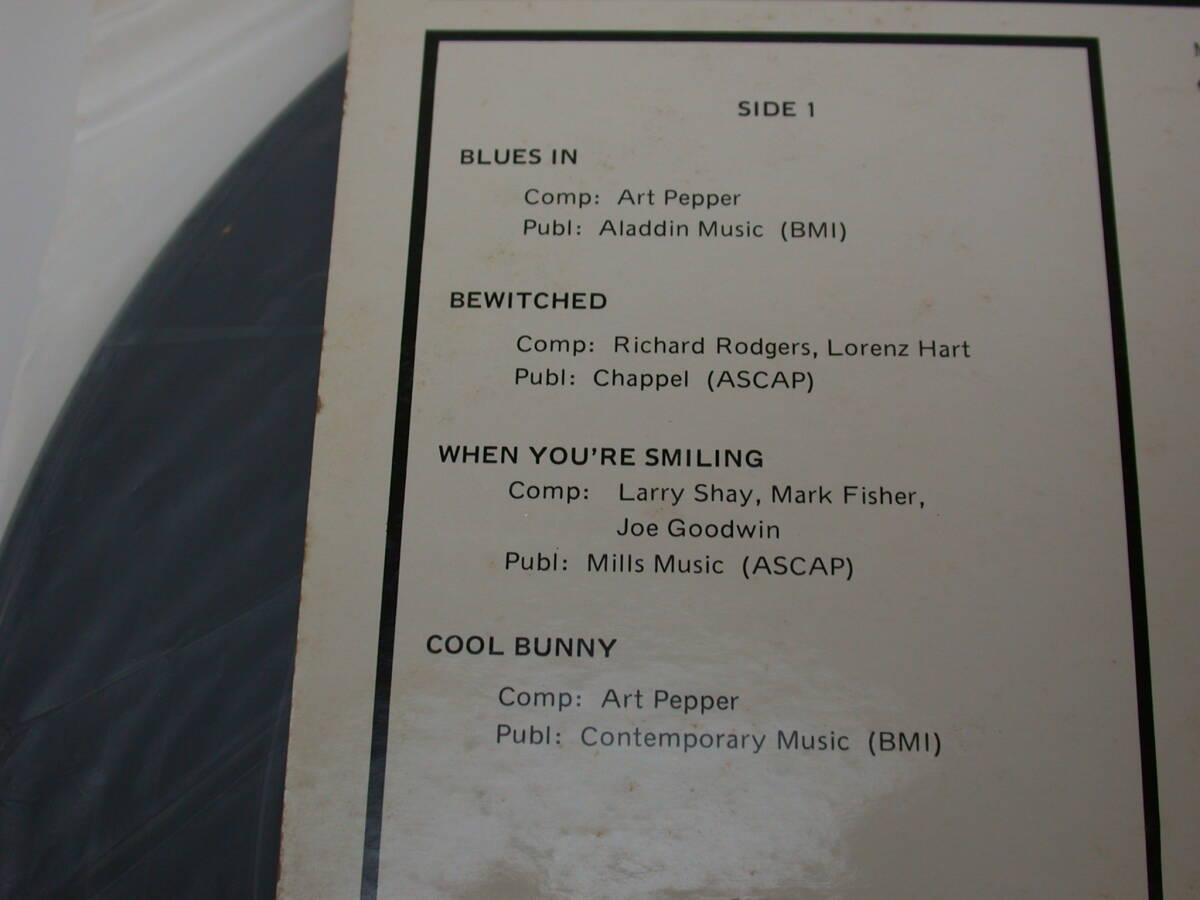 SIDE 1
BLUES IN
Comp: Art Pepper
Publ: Aladdin Music (BMI)
BEWITCHED
Comp: Richard Rodgers, Lorenz Hart
Publ: Chappel (ASCAP)
WHEN YOU'RE SMILING
Comp: Larry Shay, Mark Fisher,
Joe Goodwin
Publ: Mills Music (ASCAP)
COOL BUNNY
Comp: Art Pepper
Publ: Contemporary Music (BMI)